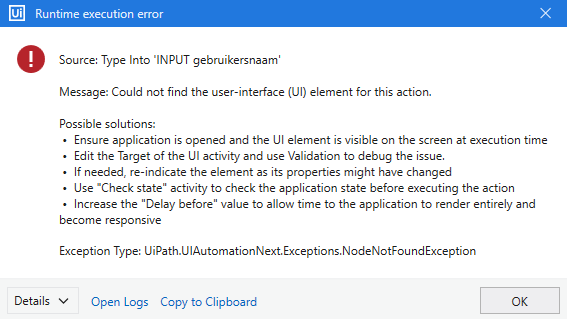 Ui Runtime execution error
Source: Type Into 'INPUT gebruikersnaam'
Message: Could not find the user-interface (UI) element for this action.
Possible solutions:
• Ensure application is opened and the UI element is visible on the screen at execution time
• Edit the Target of the UI activity and use Validation to debug the issue.
• If needed, re-indicate the element as its properties might have changed
• Use "Check state" activity to check the application state before executing the action
• Increase the "Delay before" value to allow time to the application to render entirely and
become responsive
Exception Type: UiPath.UIAutomationNext.Exceptions.NodeNotFoundException
Details Open Logs Copy to Clipboard OK